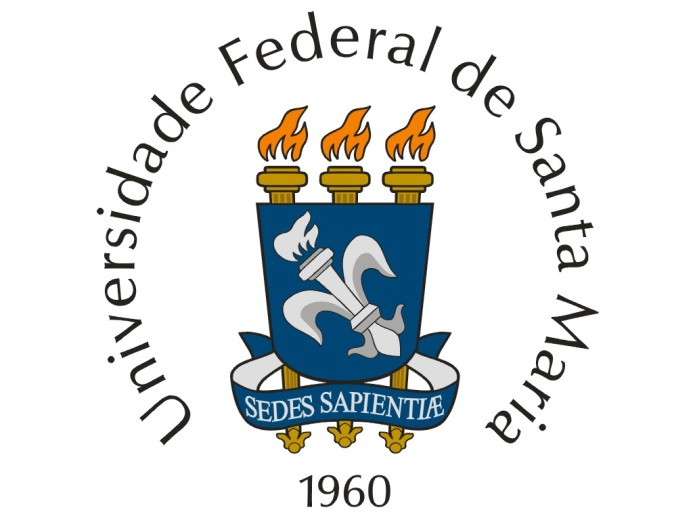 Universidade Federal de Santa Maria
SEDES SAPIENTIÆ
1960